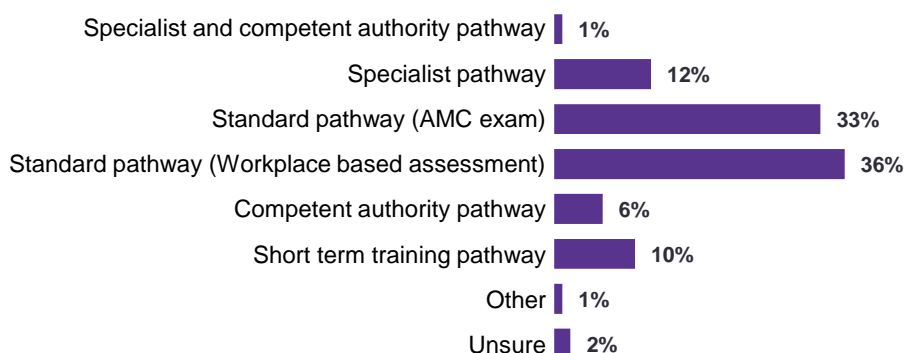 Specialist and competent authority pathway 1%
Specialist pathway 12%
Standard pathway (AMC exam) 33%
Standard pathway (Workplace based assessment) 36%
Competent authority pathway 6%
Short term training pathway 10%
Other 1%
Unsure 2%